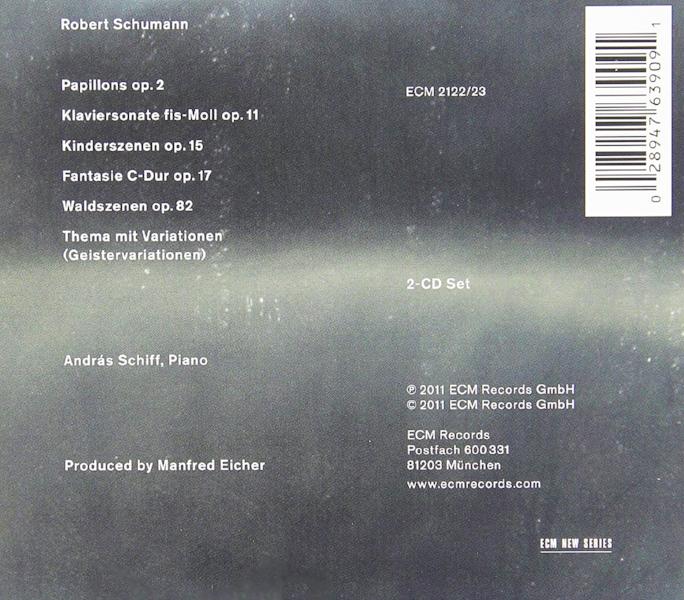 Robert Schumann
Papillons op. 2
Klaviersonate fis-Moll op. 11
Kinderszenen op. 15
Fantasie C-Dur op. 17
Waldszenen op. 82
Thema mit Variationen
(Geistervariationen)
András Schiff, Piano
Produced by Manfred Eicher
ECM 2122/23
2-CD Set
℗ 2011 ECM Records GmbH
© 2011 ECM Records GmbH
ECM Records
Postfach 600 331
81203 München
www.ecmrecords.com
ECM NEW SERIES
0 28947 63909 1